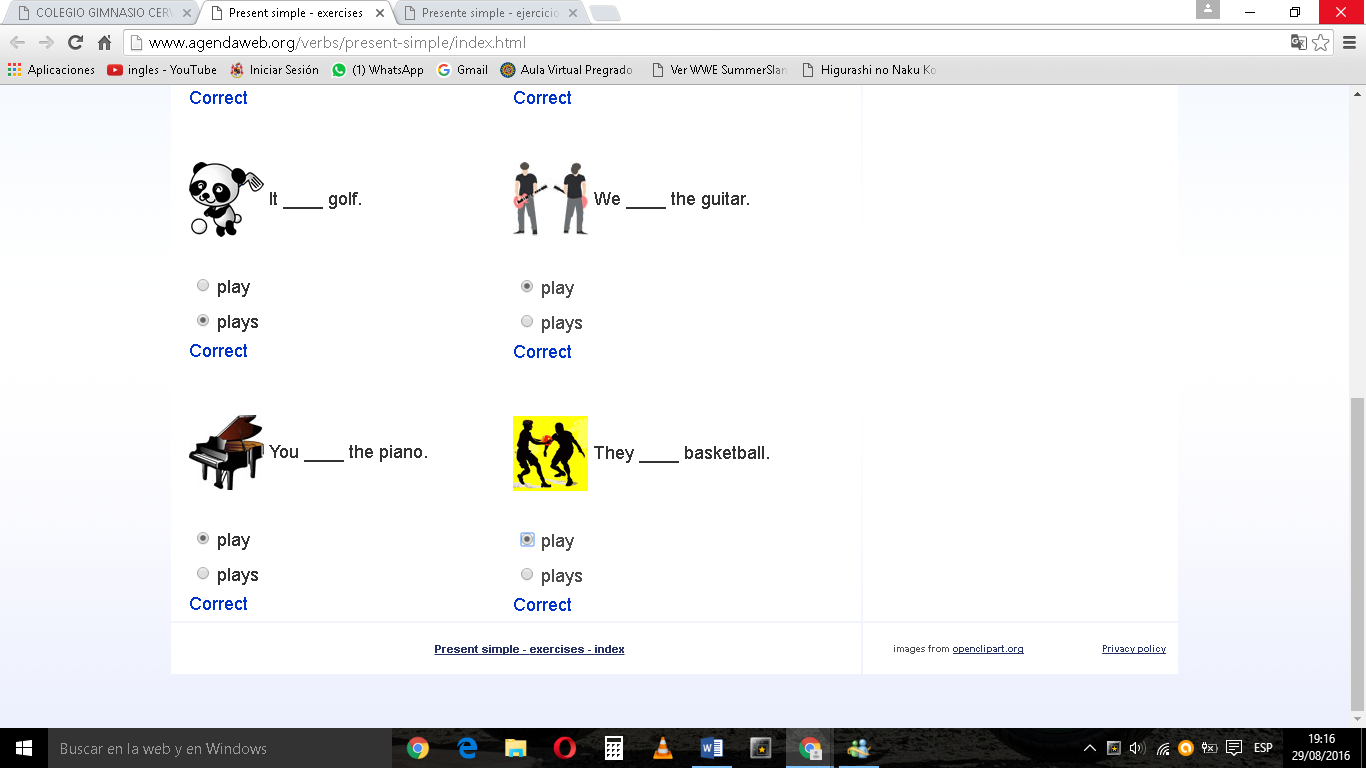 COLEGIO GIMNASIO CERV
Present simple - exercises
Presente simple - ejercicio
www.agendaweb.org/verbs/present-simple/index.html
Aplicaciones ingles - YouTube Iniciar Sesión (1) WhatsApp Gmail Aula Virtual Pregrado Ver WWE SummerSlan Higurashi no Naku Ko
Correct Correct
It ____ golf. We ____ the guitar.
play play
plays plays
Correct Correct
You ____ the piano. They ____ basketball.
play play
plays plays
Correct Correct
Present simple - exercises - index images from openclipart.org Privacy policy
Buscar en la web y en Windows
ESP
19:16
29/08/2016